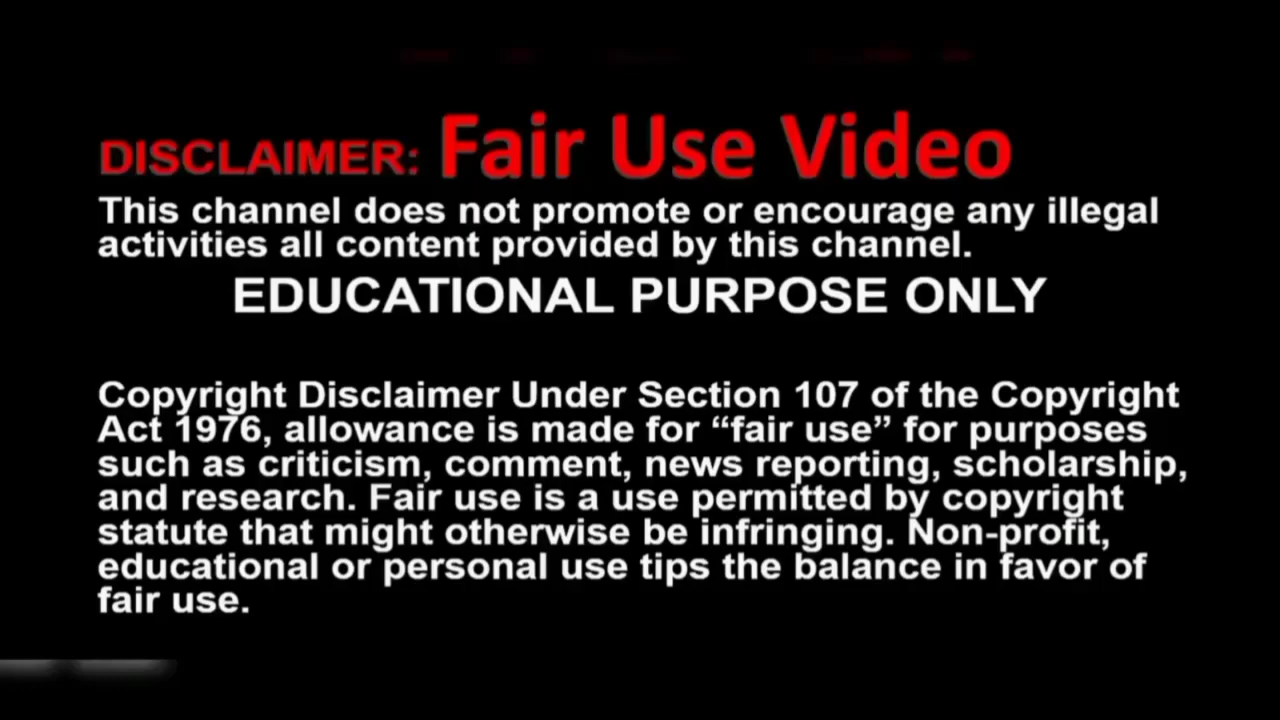 DISCLAIMER: Fair Use Video
This channel does not promote or encourage any illegal
activities all content provided by this channel.
EDUCATIONAL PURPOSE ONLY
Copyright Disclaimer Under Section 107 of the Copyright
Act 1976, allowance is made for “fair use” for purposes
such as criticism, comment, news reporting, scholarship,
and research. Fair use is a use permitted by copyright
statute that might otherwise be infringing. Non-profit,
educational or personal use tips the balance in favor of
fair use.